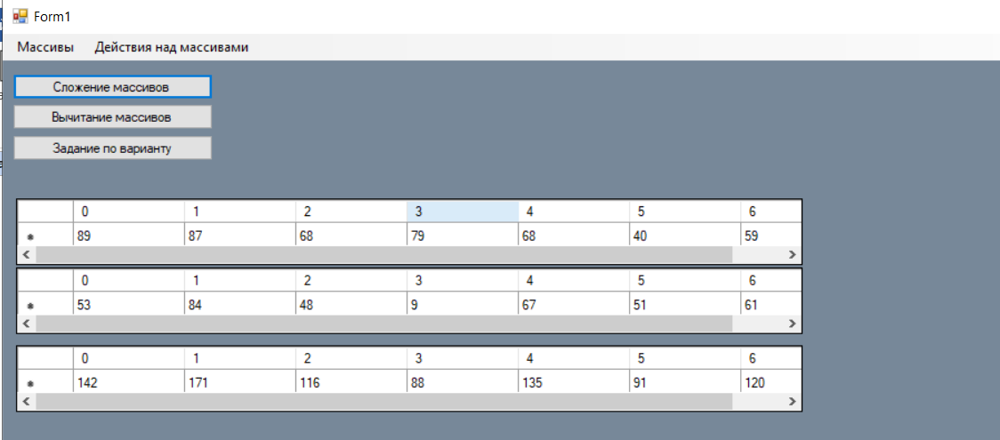 Form1
Массивы Действия над массивами
Сложение массивов
Вычитание массивов
Задание по варианту
0 1 2 3 4 5 6
89 87 68 79 68 40 59
0 1 2 3 4 5 6
53 84 48 9 67 51 61
0 1 2 3 4 5 6
142 171 116 88 135 91 120